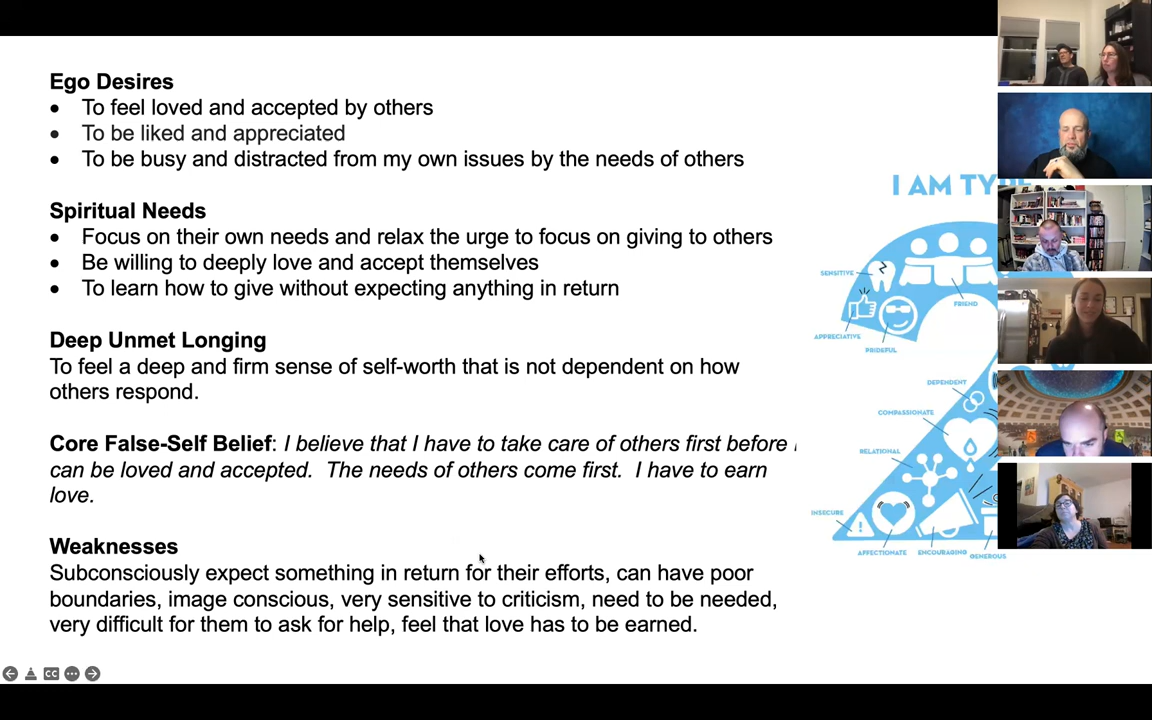 Ego Desires
• To feel loved and accepted by others
• To be liked and appreciated
• To be busy and distracted from my own issues by the needs of others
Spiritual Needs
• Focus on their own needs and relax the urge to focus on giving to others
• Be willing to deeply love and accept themselves
• To learn how to give without expecting anything in return
Deep Unmet Longing
To feel a deep and firm sense of self-worth that is not dependent on how
others respond.
Core False-Self Belief: I believe that I have to take care of others first before
can be loved and accepted. The needs of others come first. I have to earn
love.
Weaknesses
Subconsciously expect something in return for their efforts, can have poor
boundaries, image conscious, very sensitive to criticism, need to be needed,
very difficult for them to ask for help, feel that love has to be earned.
I AM
SENSITIVE
FRIEND
APPRECIATIVE
PRIDEFUL
DEPENDENT
COMPASSIONATE
RELATIONAL
INSECURE
AFFECTIONATE
ENCOURAGING
GENEROUS
CC